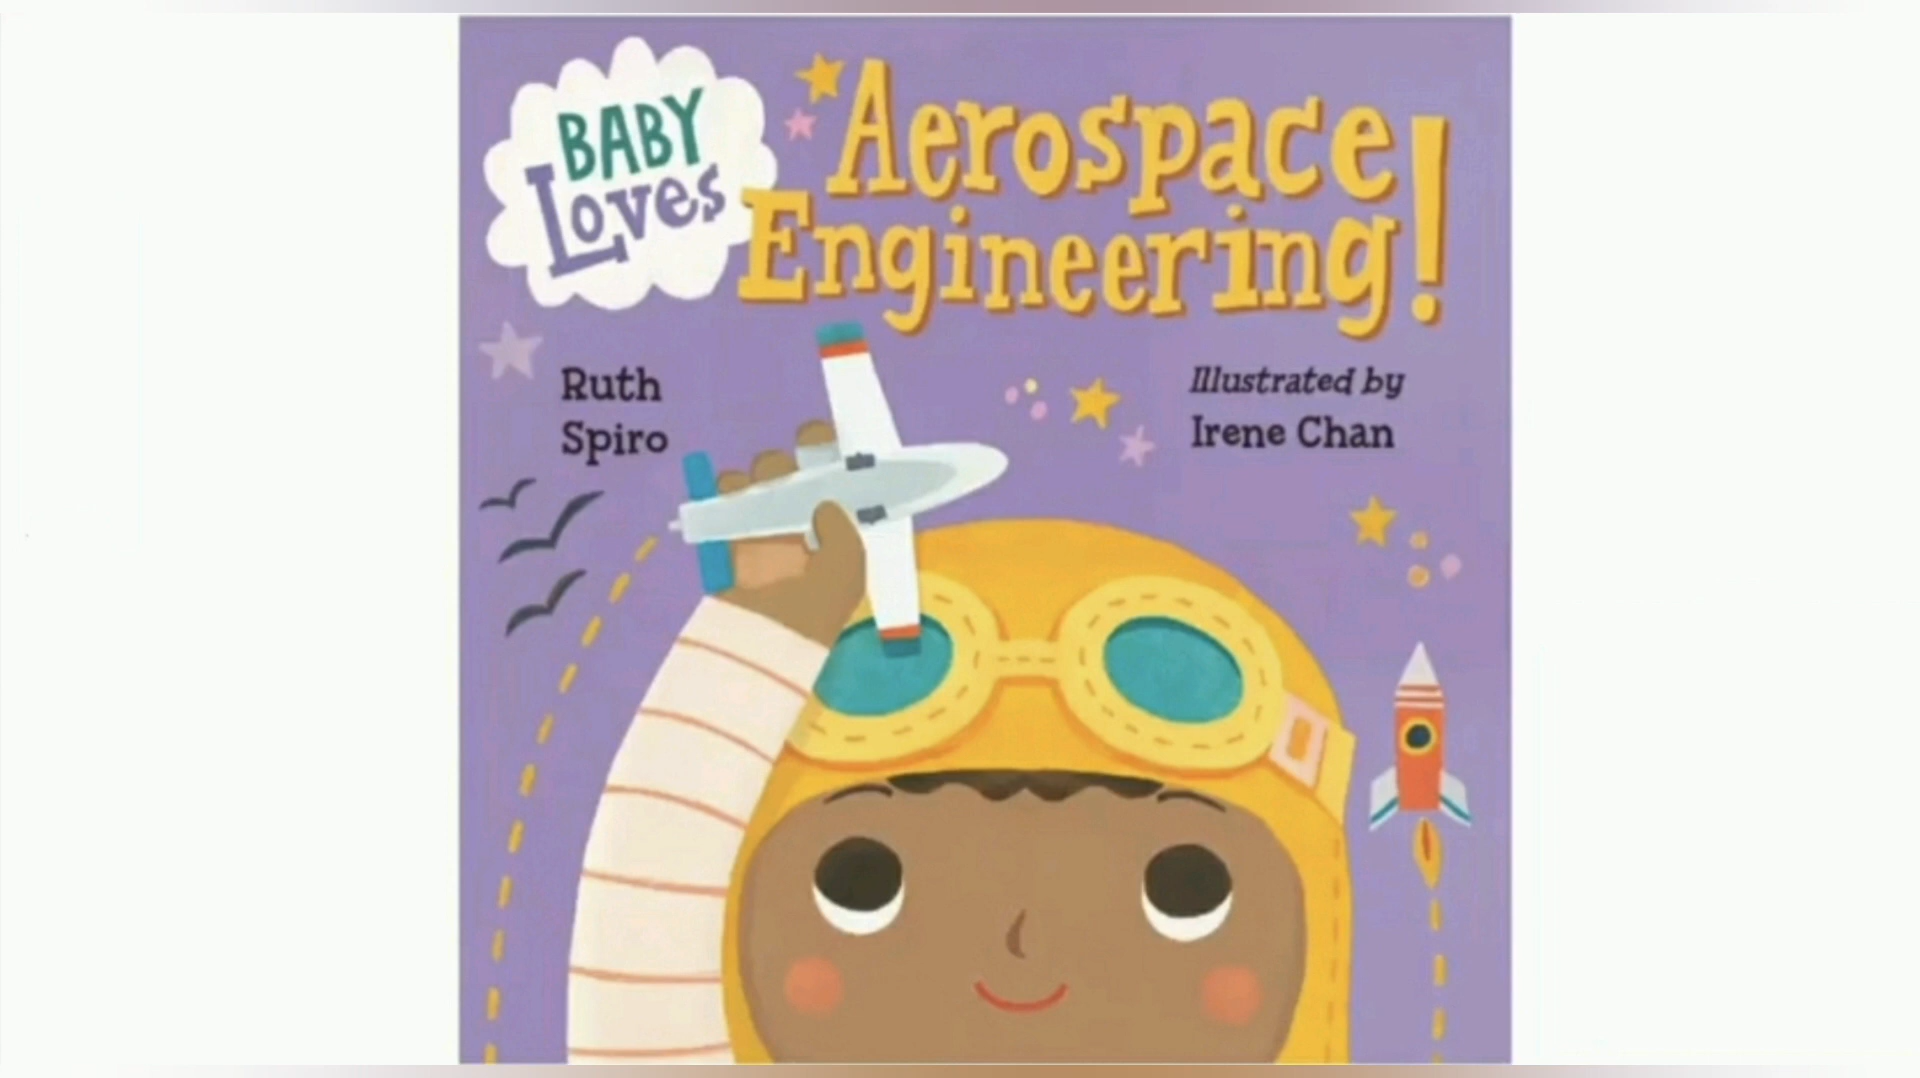 BABY
Loves
Aerospace
Engineering!
Ruth
Spiro
Illustrated by
Irene Chan